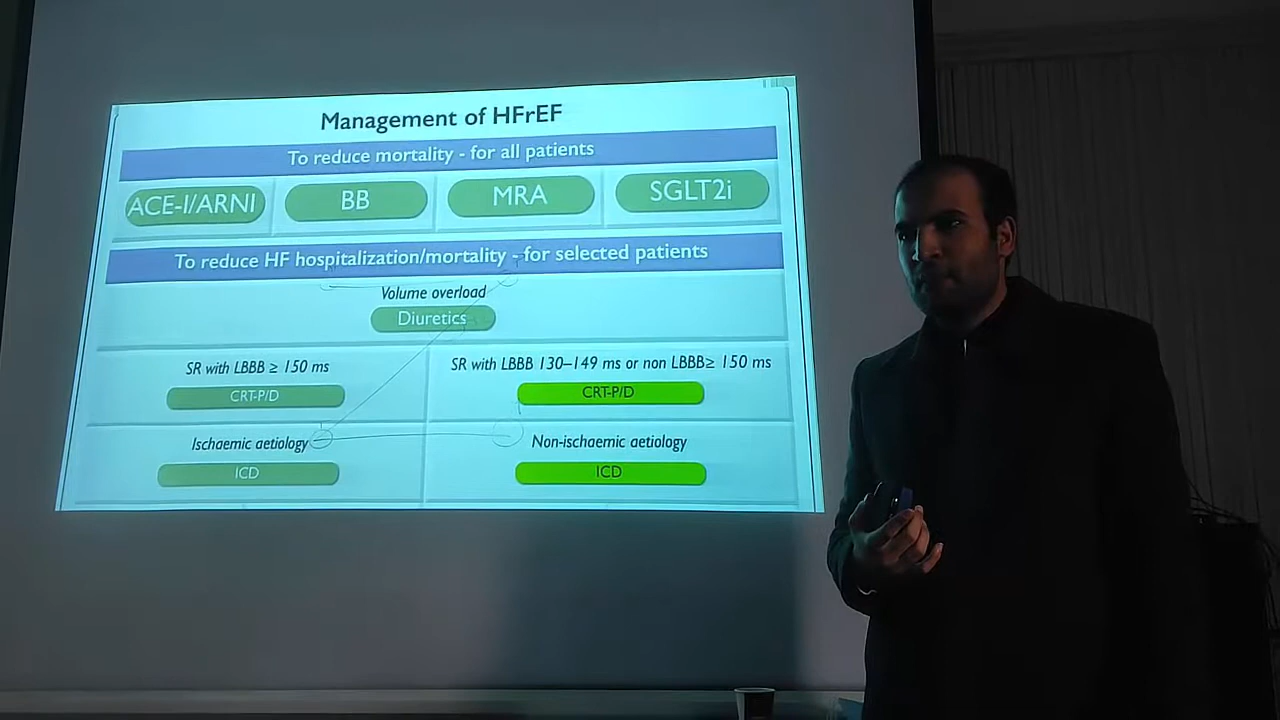 Management of HFrEF
To reduce mortality - for all patients
ACE-I/ARNI BB MRA SGLT2i
To reduce HF hospitalization/mortality - for selected patients
Volume overload
Diuretics
SR with LBBB ≥ 150 ms SR with LBBB 130–149 ms or non LBBB≥ 150 ms
CRT-P/D CRT-P/D
Ischaemic aetiology Non-ischaemic aetiology
ICD ICD